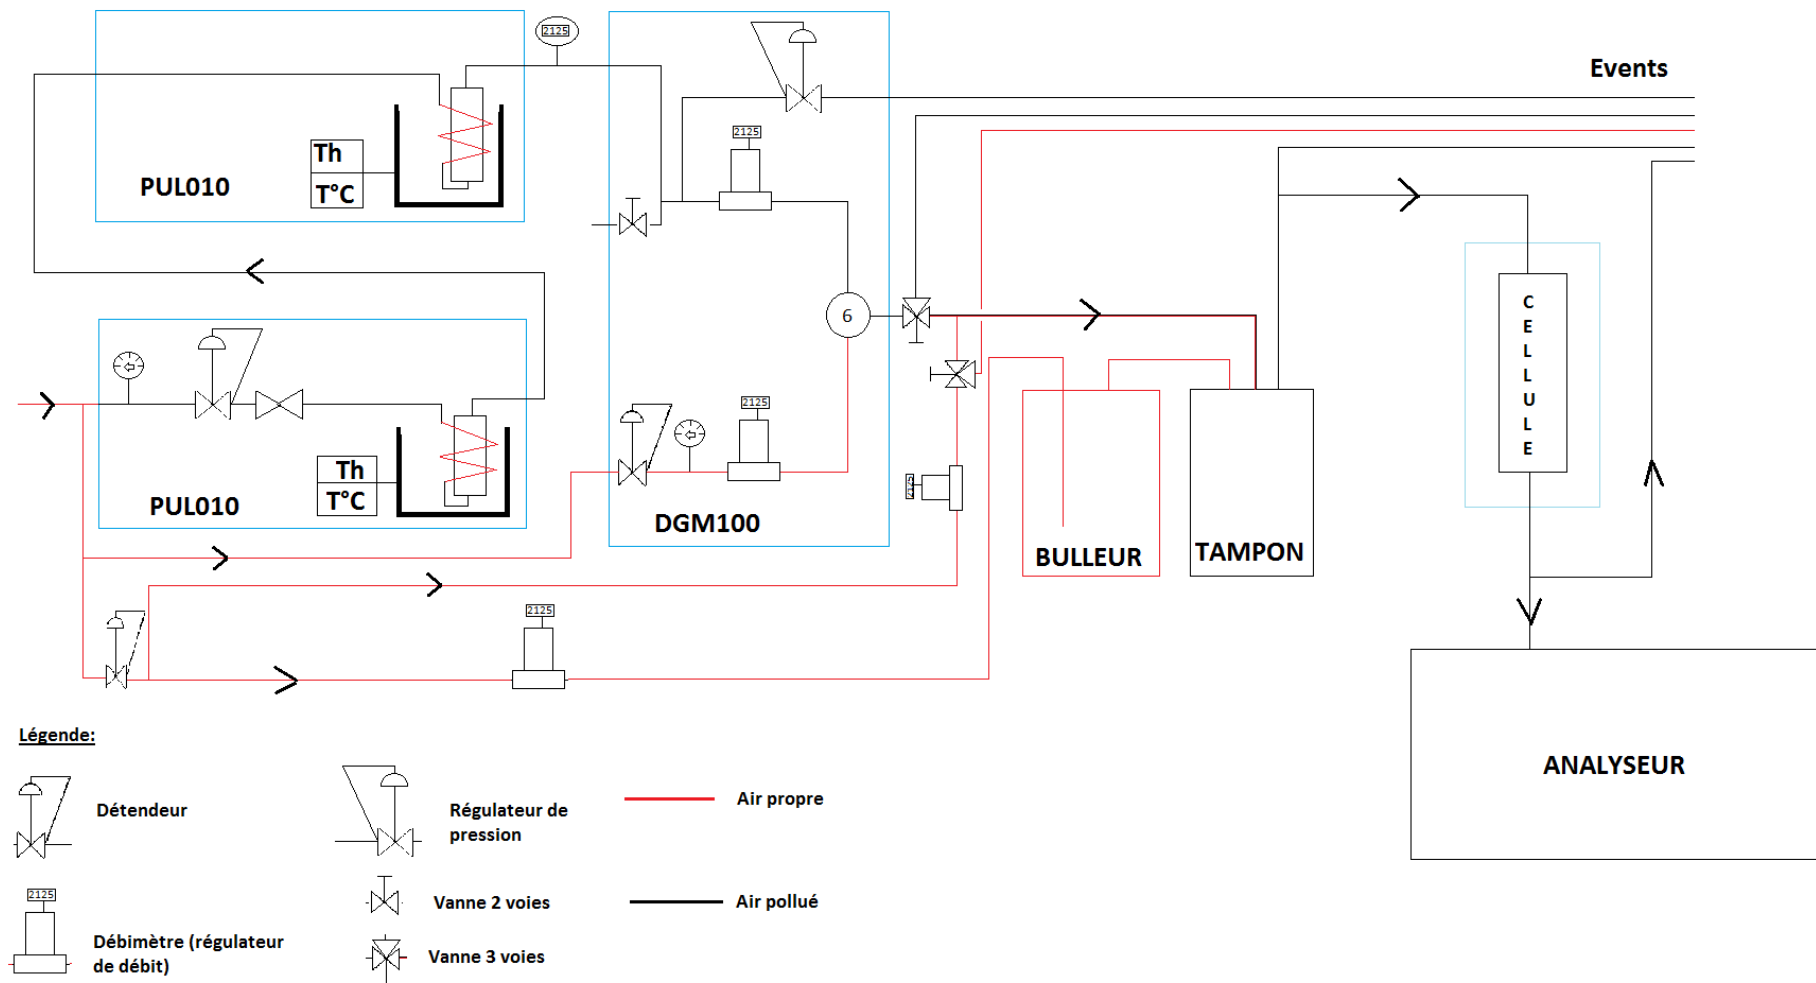 2125
Events
2125
Th
T°C
PUL010
6
C
E
L
L
U
L
E
2125
Th
T°C
PUL010
2125
DGM100
BULLEUR
TAMPON
2125
Légende:
ANALYSEUR
Détendeur
Régulateur de
pression
Air propre
2125
Vanne 2 voies
Air pollué
Débimètre (régulateur
de débit)
Vanne 3 voies